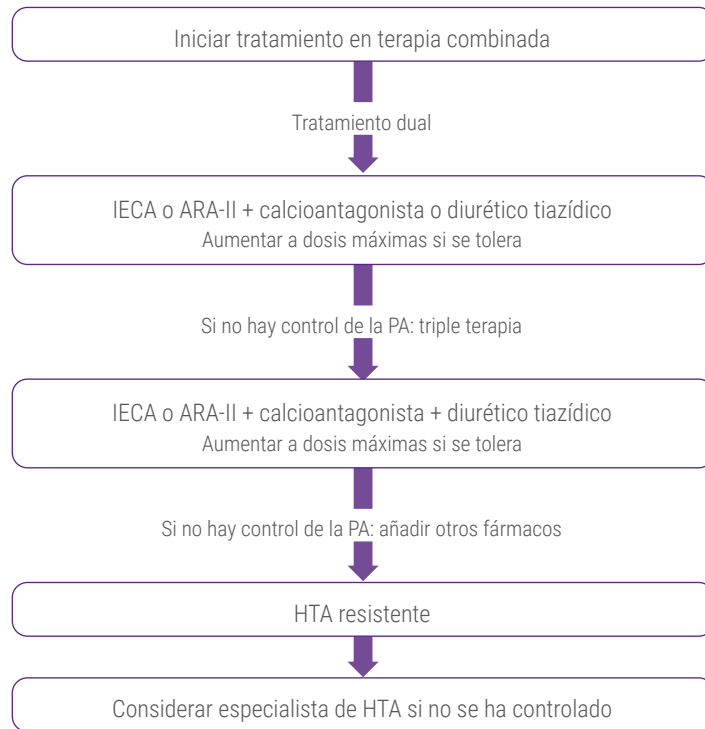 Iniciar tratamiento en terapia combinada
Tratamiento dual
IECA o ARA-II + calcioantagonista o diurético tiazídico
Aumentar a dosis máximas si se tolera
Si no hay control de la PA: triple terapia
IECA o ARA-II + calcioantagonista + diurético tiazídico
Aumentar a dosis máximas si se tolera
Si no hay control de la PA: añadir otros fármacos
HTA resistente
Considerar especialista de HTA si no se ha controlado